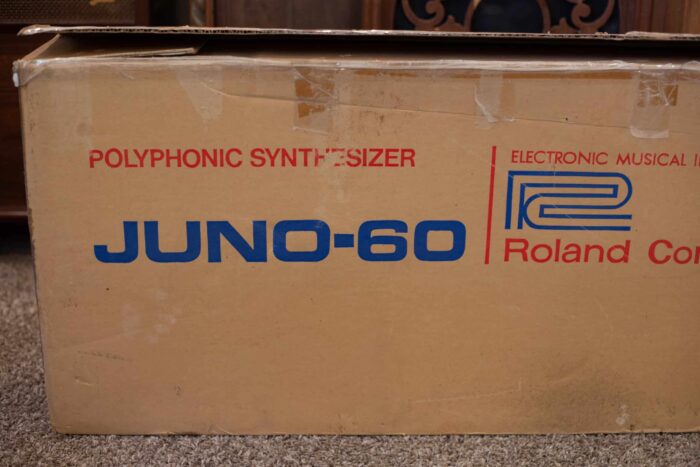 POLYPHONIC SYNTHESIZER
JUNO-60
ELECTRONIC MUSICAL
Roland